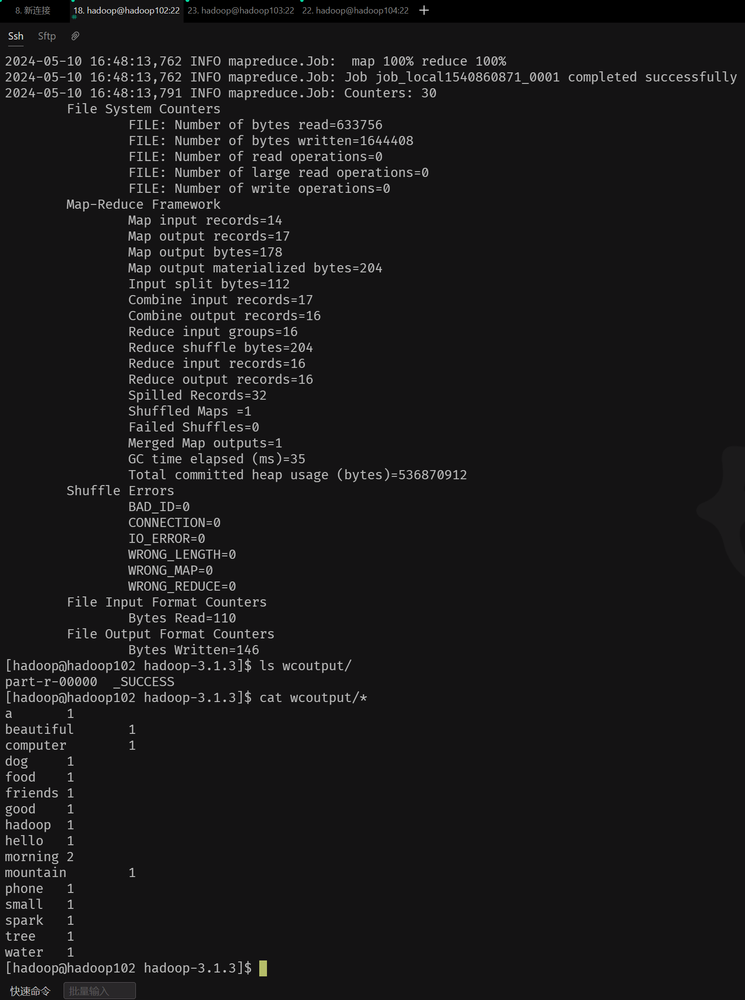 8. 新连接 18. hadoop@hadoop102:22 23. hadoop@hadoop103:22 22. hadoop@hadoop104:22 +
#
Ssh Sftp
2024-05-10 16:48:13,762 INFO mapreduce.Job:  map 100% reduce 100%
2024-05-10 16:48:13,762 INFO mapreduce.Job: Job job_local1540860871_0001 completed successfully
2024-05-10 16:48:13,791 INFO mapreduce.Job: Counters: 30
File System Counters
FILE: Number of bytes read=633756
FILE: Number of bytes written=1644408
FILE: Number of read operations=0
FILE: Number of large read operations=0
FILE: Number of write operations=0
Map-Reduce Framework
Map input records=14
Map output records=17
Map output bytes=178
Map output materialized bytes=204
Input split bytes=112
Combine input records=17
Combine output records=16
Reduce input groups=16
Reduce shuffle bytes=204
Reduce input records=16
Reduce output records=16
Spilled Records=32
Shuffled Maps =1
Failed Shuffles=0
Merged Map outputs=1
GC time elapsed (ms)=35
Total committed heap usage (bytes)=536870912
Shuffle Errors
BAD_ID=0
CONNECTION=0
IO_ERROR=0
WRONG_LENGTH=0
WRONG_MAP=0
WRONG_REDUCE=0
File Input Format Counters
Bytes Read=110
File Output Format Counters
Bytes Written=146
[hadoop@hadoop102 hadoop-3.1.3]$ ls wcoutput/
part-r-00000  _SUCCESS
[hadoop@hadoop102 hadoop-3.1.3]$ cat wcoutput/*
a 1
beautiful 1
computer 1
dog 1
food 1
friends 1
good 1
hadoop 1
hello 1
morning 2
mountain 1
phone 1
small 1
spark 1
tree 1
water 1
[hadoop@hadoop102 hadoop-3.1.3]$
快速命令 批量输入